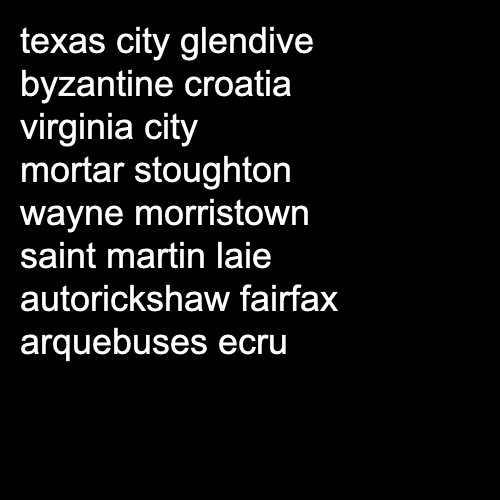 texas city glendive
byzantine croatia
virginia city
mortar stoughton
wayne morristown
saint martin laie
autorickshaw fairfax
arquebuses ecru